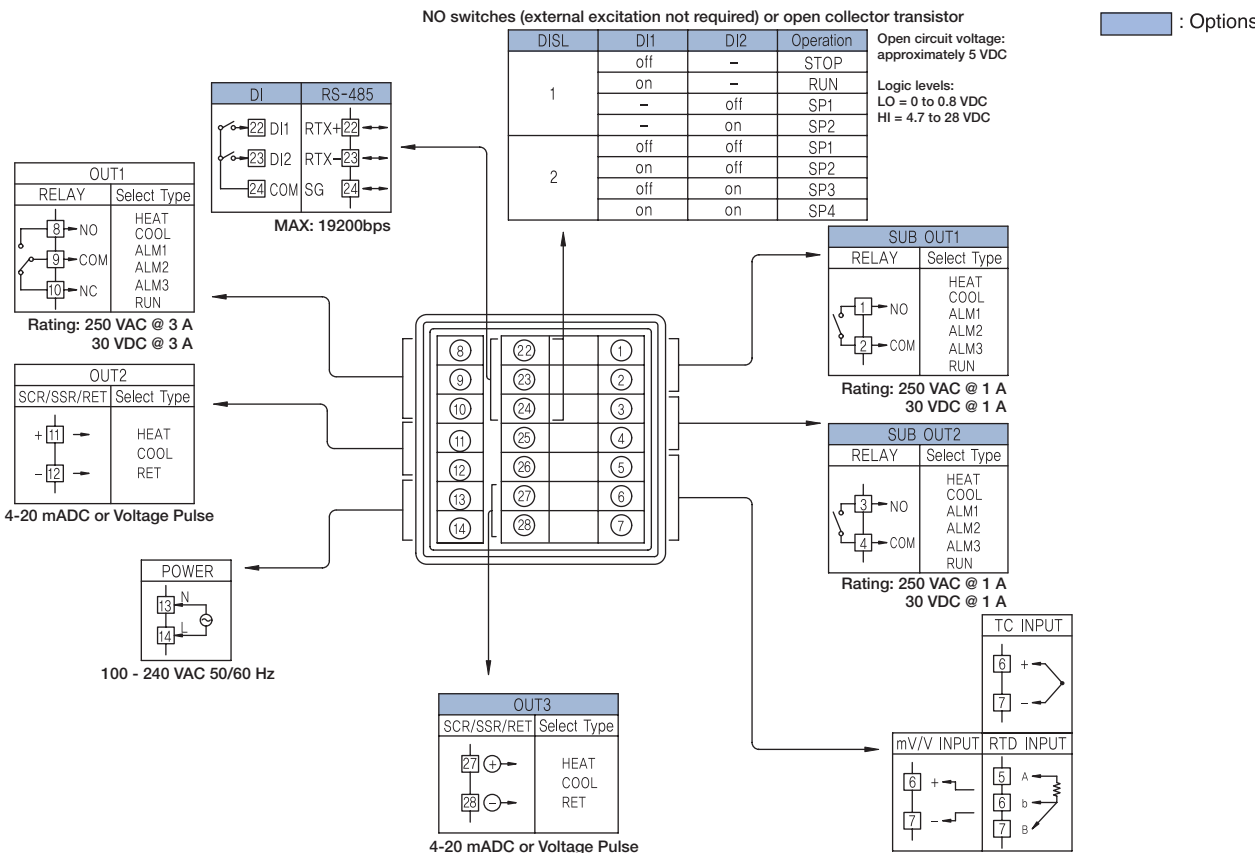 NO switches (external excitation not required) or open collector transistor
: Options
DISL DI1 DI2 Operation
1
off – STOP
on – RUN
– off SP1
– on SP2
2
off off SP1
on off SP2
off on SP3
on on SP4
Open circuit voltage:
approximately 5 VDC
Logic levels:
LO = 0 to 0.8 VDC
HI = 4.7 to 28 VDC
DI RS-485
22 DI1 RTX+ 22
23 DI2 RTX– 23
24 COM SG 24
MAX: 19200bps
OUT1
RELAY Select Type
8 NO
9 COM
10 NC
HEAT
COOL
ALM1
ALM2
ALM3
RUN
Rating: 250 VAC @ 3 A
30 VDC @ 3 A
OUT2
SCR/SSR/RET Select Type
+ 11
– 12
HEAT
COOL
RET
4-20 mADC or Voltage Pulse
POWER
13 N
14 L
100 - 240 VAC 50/60 Hz
8 22 1
9 23 2
10 24 3
11 25 4
12 26 5
13 27 6
14 28 7
SUB OUT1
RELAY Select Type
1 NO
2 COM
HEAT
COOL
ALM1
ALM2
ALM3
RUN
Rating: 250 VAC @ 1 A
30 VDC @ 1 A
SUB OUT2
RELAY Select Type
3 NO
4 COM
HEAT
COOL
ALM1
ALM2
ALM3
RUN
Rating: 250 VAC @ 1 A
30 VDC @ 1 A
OUT3
SCR/SSR/RET Select Type
27 +
28 –
HEAT
COOL
RET
4-20 mADC or Voltage Pulse
TC INPUT
6 +
7 –
mV/V INPUT
6 +
7 –
RTD INPUT
5 A
6 b
7 B